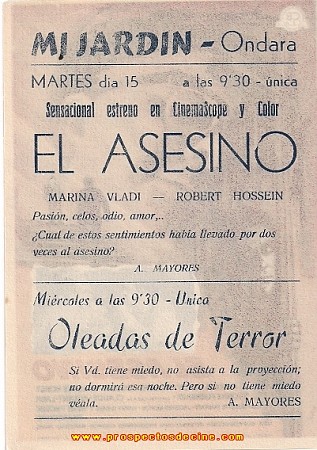 MI JARDIN - Ondara
MARTES dia 15 a las 9'30 - única
Sensacional estreno en CinemaScope y Color
EL ASESINO
MARINA VLADI — ROBERT HOSSEIN
Pasión, celos, odio, amor,..
¿Cual de estos sentimientos había llevado por dos
veces al asesino?
A. MAYORES
Miércoles a las 9'30 - Unica
Oleadas de Terror
Si Vd. tiene miedo, no asista a la proyección;
no dormirá esa noche. Pero si no tiene miedo
véala. A. MAYORES
www.prospectosdecine.com